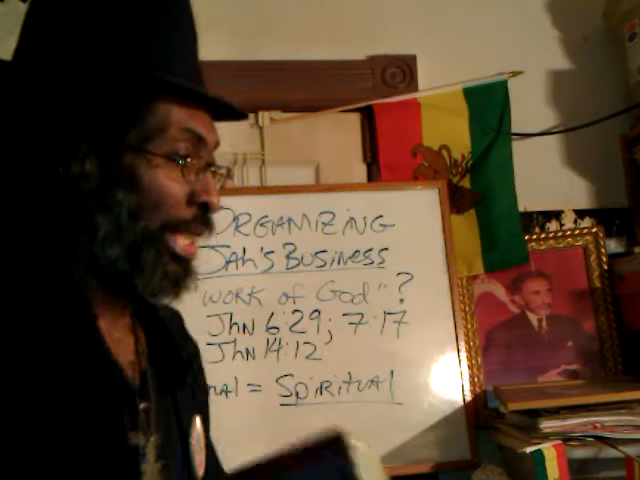 ORGANIZING
JAH'S BUSINESS
WORK OF GOD"?
Jhn 6:29; 7:17
Jhn 14:12
= SPIRITUAL